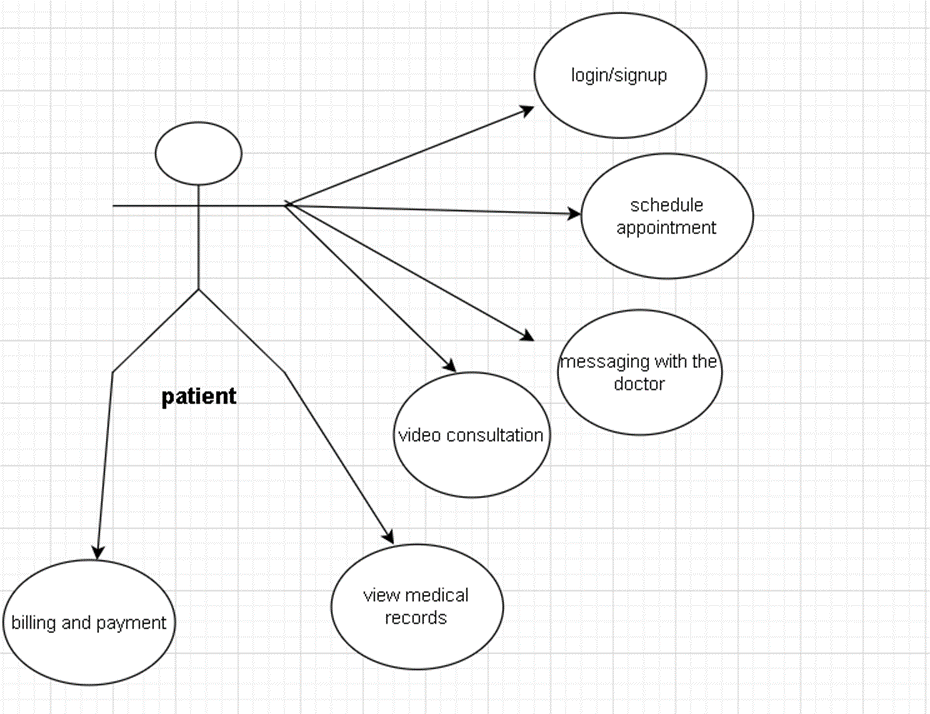 login/signup
schedule
appointment
messaging with the
doctor
patient
video consultation
view medical
records
billing and payment